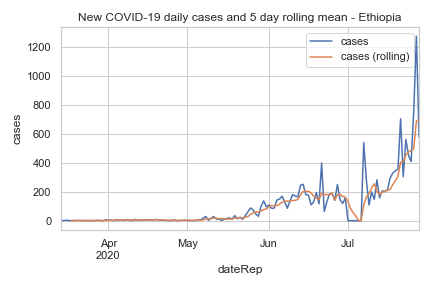 New COVID-19 daily cases and 5 day rolling mean - Ethiopia
cases
cases (rolling)
1200
1000
800
600
400
200
0
cases
Apr
2020
May
Jun
Jul
dateRep